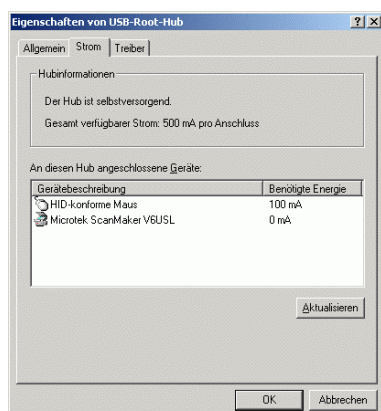 Eigenschaften von USB-Root-Hub
Allgemein Strom Treiber
Hubinformationen
Der Hub ist selbstversorgend.
Gesamt verfügbarer Strom: 500 mA pro Anschluss
An diesen Hub angeschlossene Geräte:
Gerätebeschreibung Benötigte Energie
HID-konforme Maus 100 mA
Microtek ScanMaker V6USL 0 mA
Aktualisieren
OK Abbrechen